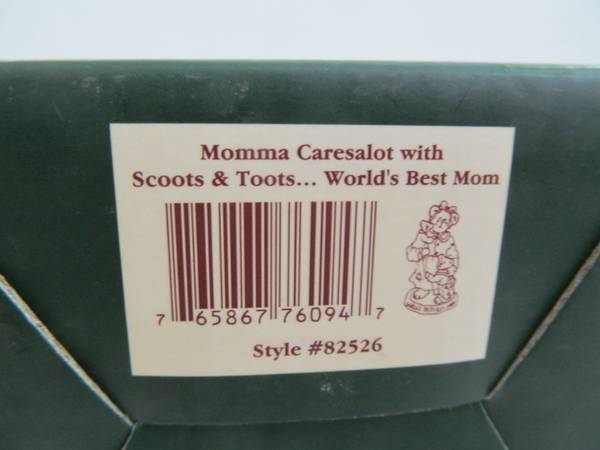 Momma Caresalot with
Scoots & Toots... World's Best Mom
7 65867 76094 7
Style #82526